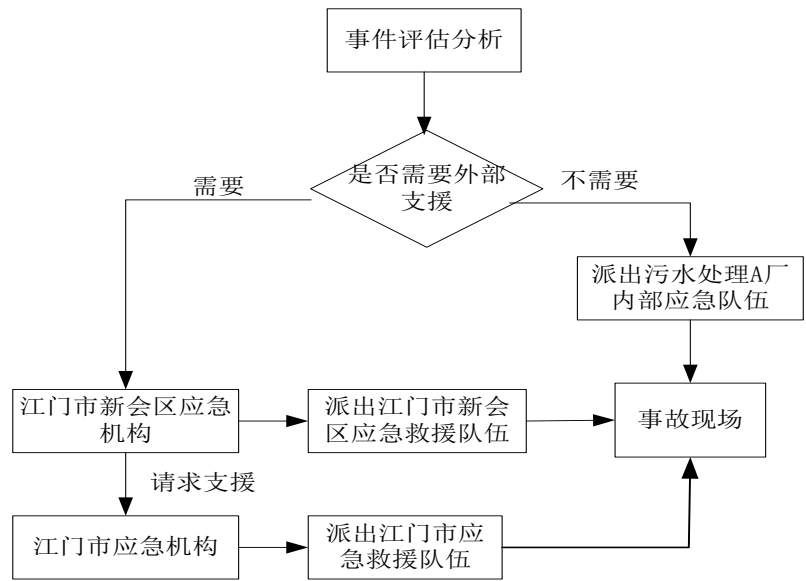 事件评估分析
是否需要外部
支援
需要
不需要
派出污水处理A厂
内部应急队伍
江门市新会区应急
机构
派出江门市新会
区应急救援队伍
事故现场
请求支援
江门市应急机构
派出江门市应
急救援队伍